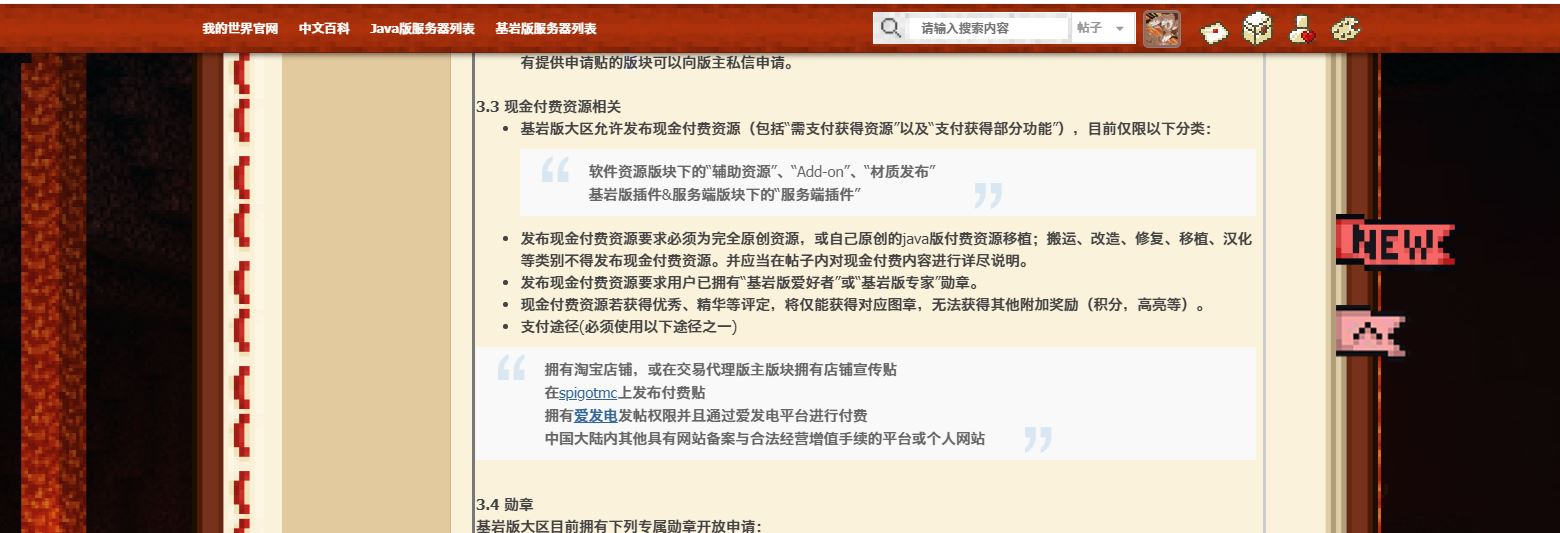 我的世界官网 中文百科 Java版服务器列表 基岩版服务器列表 请输入搜索内容 帖子
有提供申请贴的版块可以向版主私信申请。
3.3 现金付费资源相关
• 基岩版大区允许发布现金付费资源（包括“需支付获得资源”以及“支付获得部分功能”），目前仅限以下分类：
软件资源版块下的“辅助资源”、“Add-on”、“材质发布”
基岩版插件&服务端版块下的“服务端插件”
• 发布现金付费资源要求必须为完全原创资源，或自己原创的java版付费资源移植；搬运、改造、修复、移植、汉化
等类别不得发布现金付费资源。并应当在帖子内对现金付费内容进行详尽说明。
• 发布现金付费资源要求用户已拥有“基岩版爱好者”或“基岩版专家”勋章。
• 现金付费资源若获得优秀、精华等评定，将仅能获得对应图章，无法获得其他附加奖励（积分，高亮等）。
• 支付途径(必须使用以下途径之一)
拥有淘宝店铺，或在交易代理版主版块拥有店铺宣传贴
在spigotmc上发布付费贴
拥有爱发电发帖权限并且通过爱发电平台进行付费
中国大陆内其他具有网站备案与合法经营增值手续的平台或个人网站
3.4 勋章
基岩版大区目前拥有下列专属勋章开放申请：
NEW